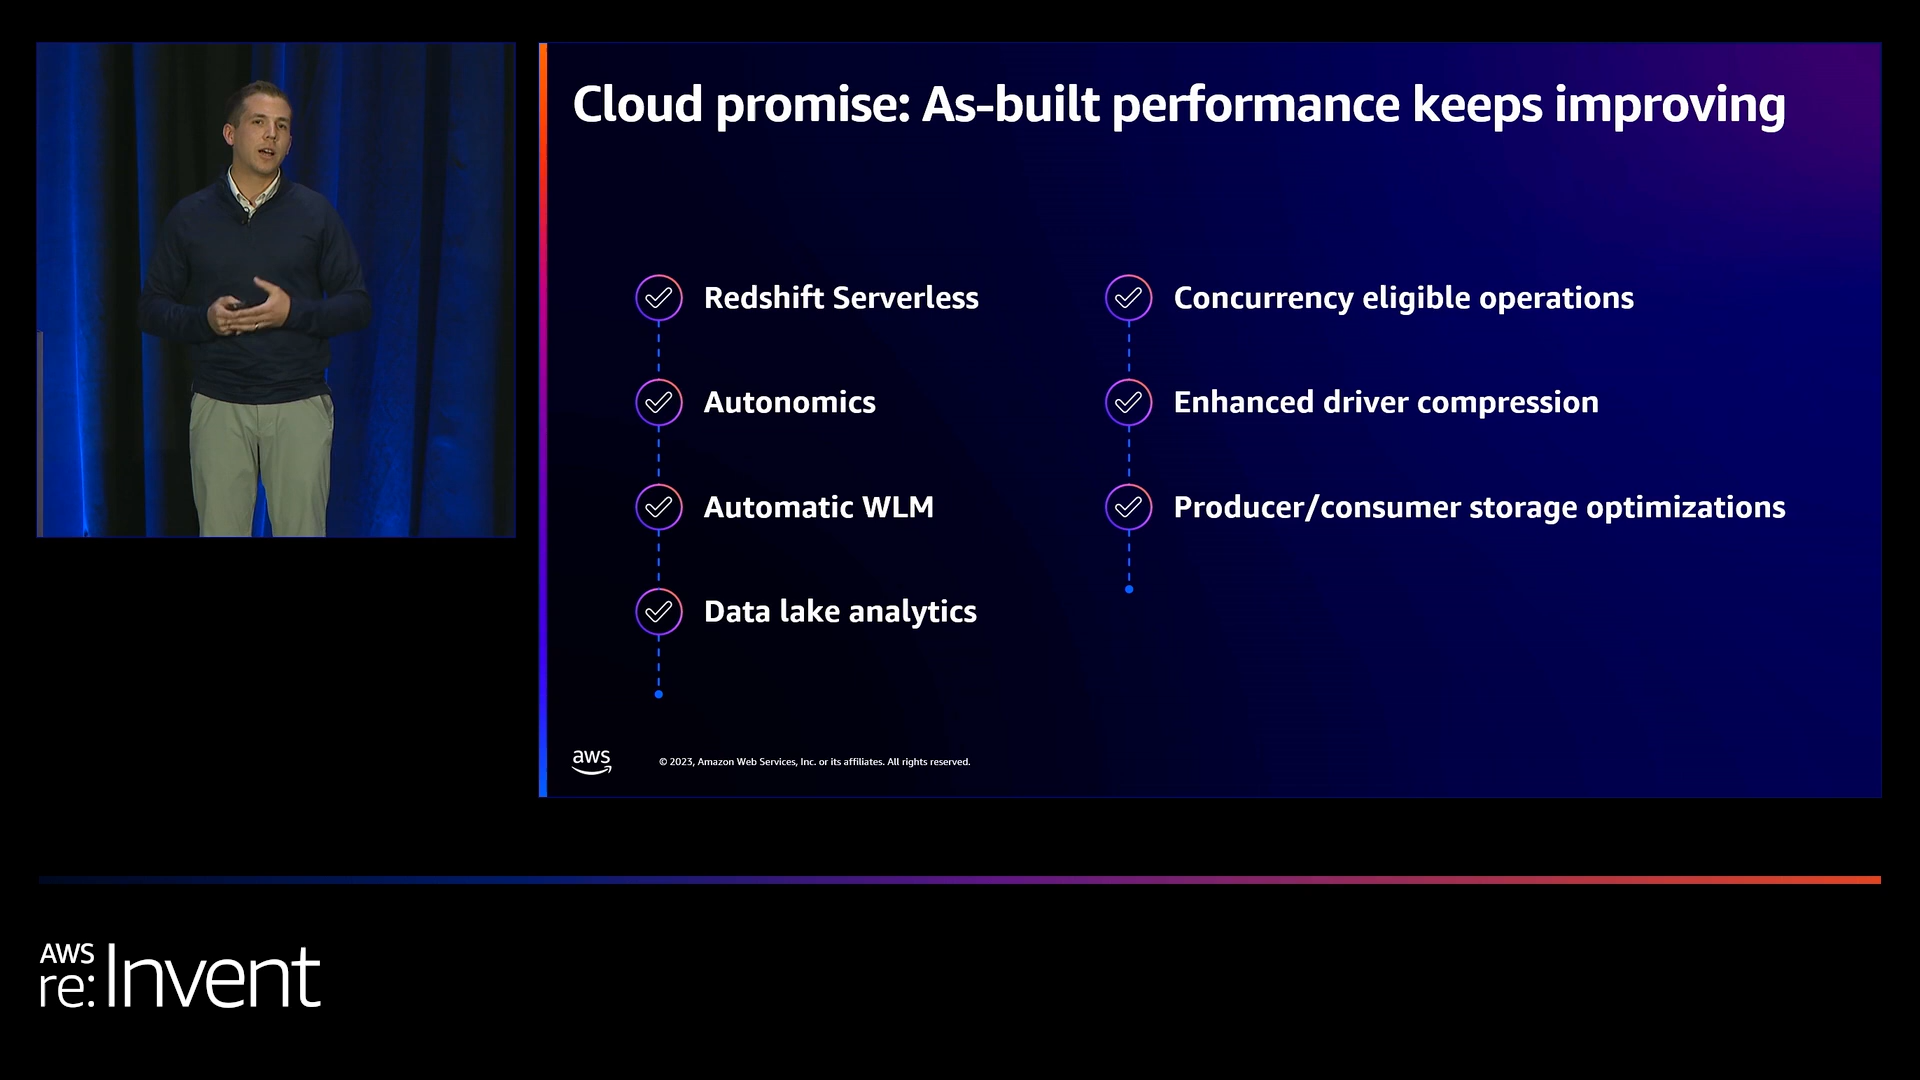 Cloud promise: As-built performance keeps improving
Redshift Serverless
Autonomics
Automatic WLM
Data lake analytics
Concurrency eligible operations
Enhanced driver compression
Producer/consumer storage optimizations
aws
© 2023, Amazon Web Services, Inc. or its affiliates. All rights reserved.
AWS
re:Invent